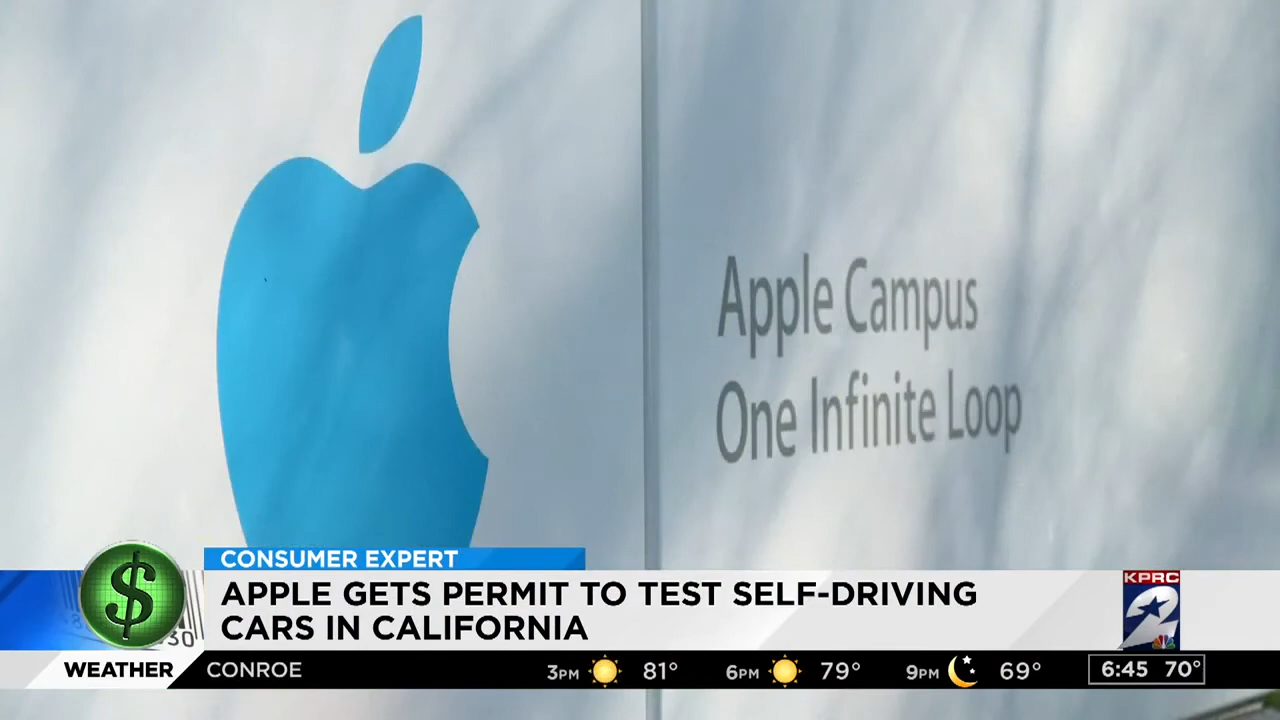 Apple Campus
One Infinite Loop
CONSUMER EXPERT
APPLE GETS PERMIT TO TEST SELF-DRIVING
CARS IN CALIFORNIA
$
30
KPRC
2
WEATHER
CONROE 3PM 81° 6PM 79° 9PM 69° 6:45 70°